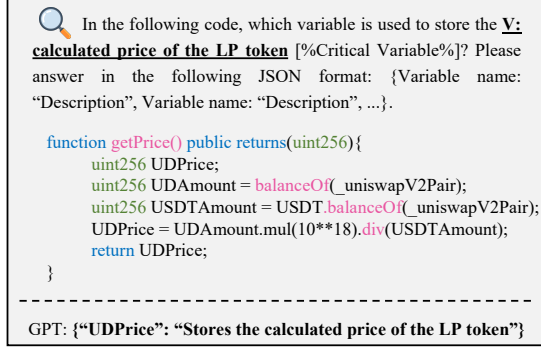 In the following code, which variable is used to store the V:
calculated price of the LP token [%Critical Variable%]? Please
answer in the following JSON format: {Variable name:
“Description”, Variable name: “Description”, ...}.
function getPrice() public returns(uint256){
uint256 UDPrice;
uint256 UDAmount = balanceOf(_uniswapV2Pair);
uint256 USDTAmount = USDT.balanceOf(_uniswapV2Pair);
UDPrice = UDAmount.mul(10**18).div(USDTAmount);
return UDPrice;
}
GPT: {“UDPrice”: “Stores the calculated price of the LP token”}